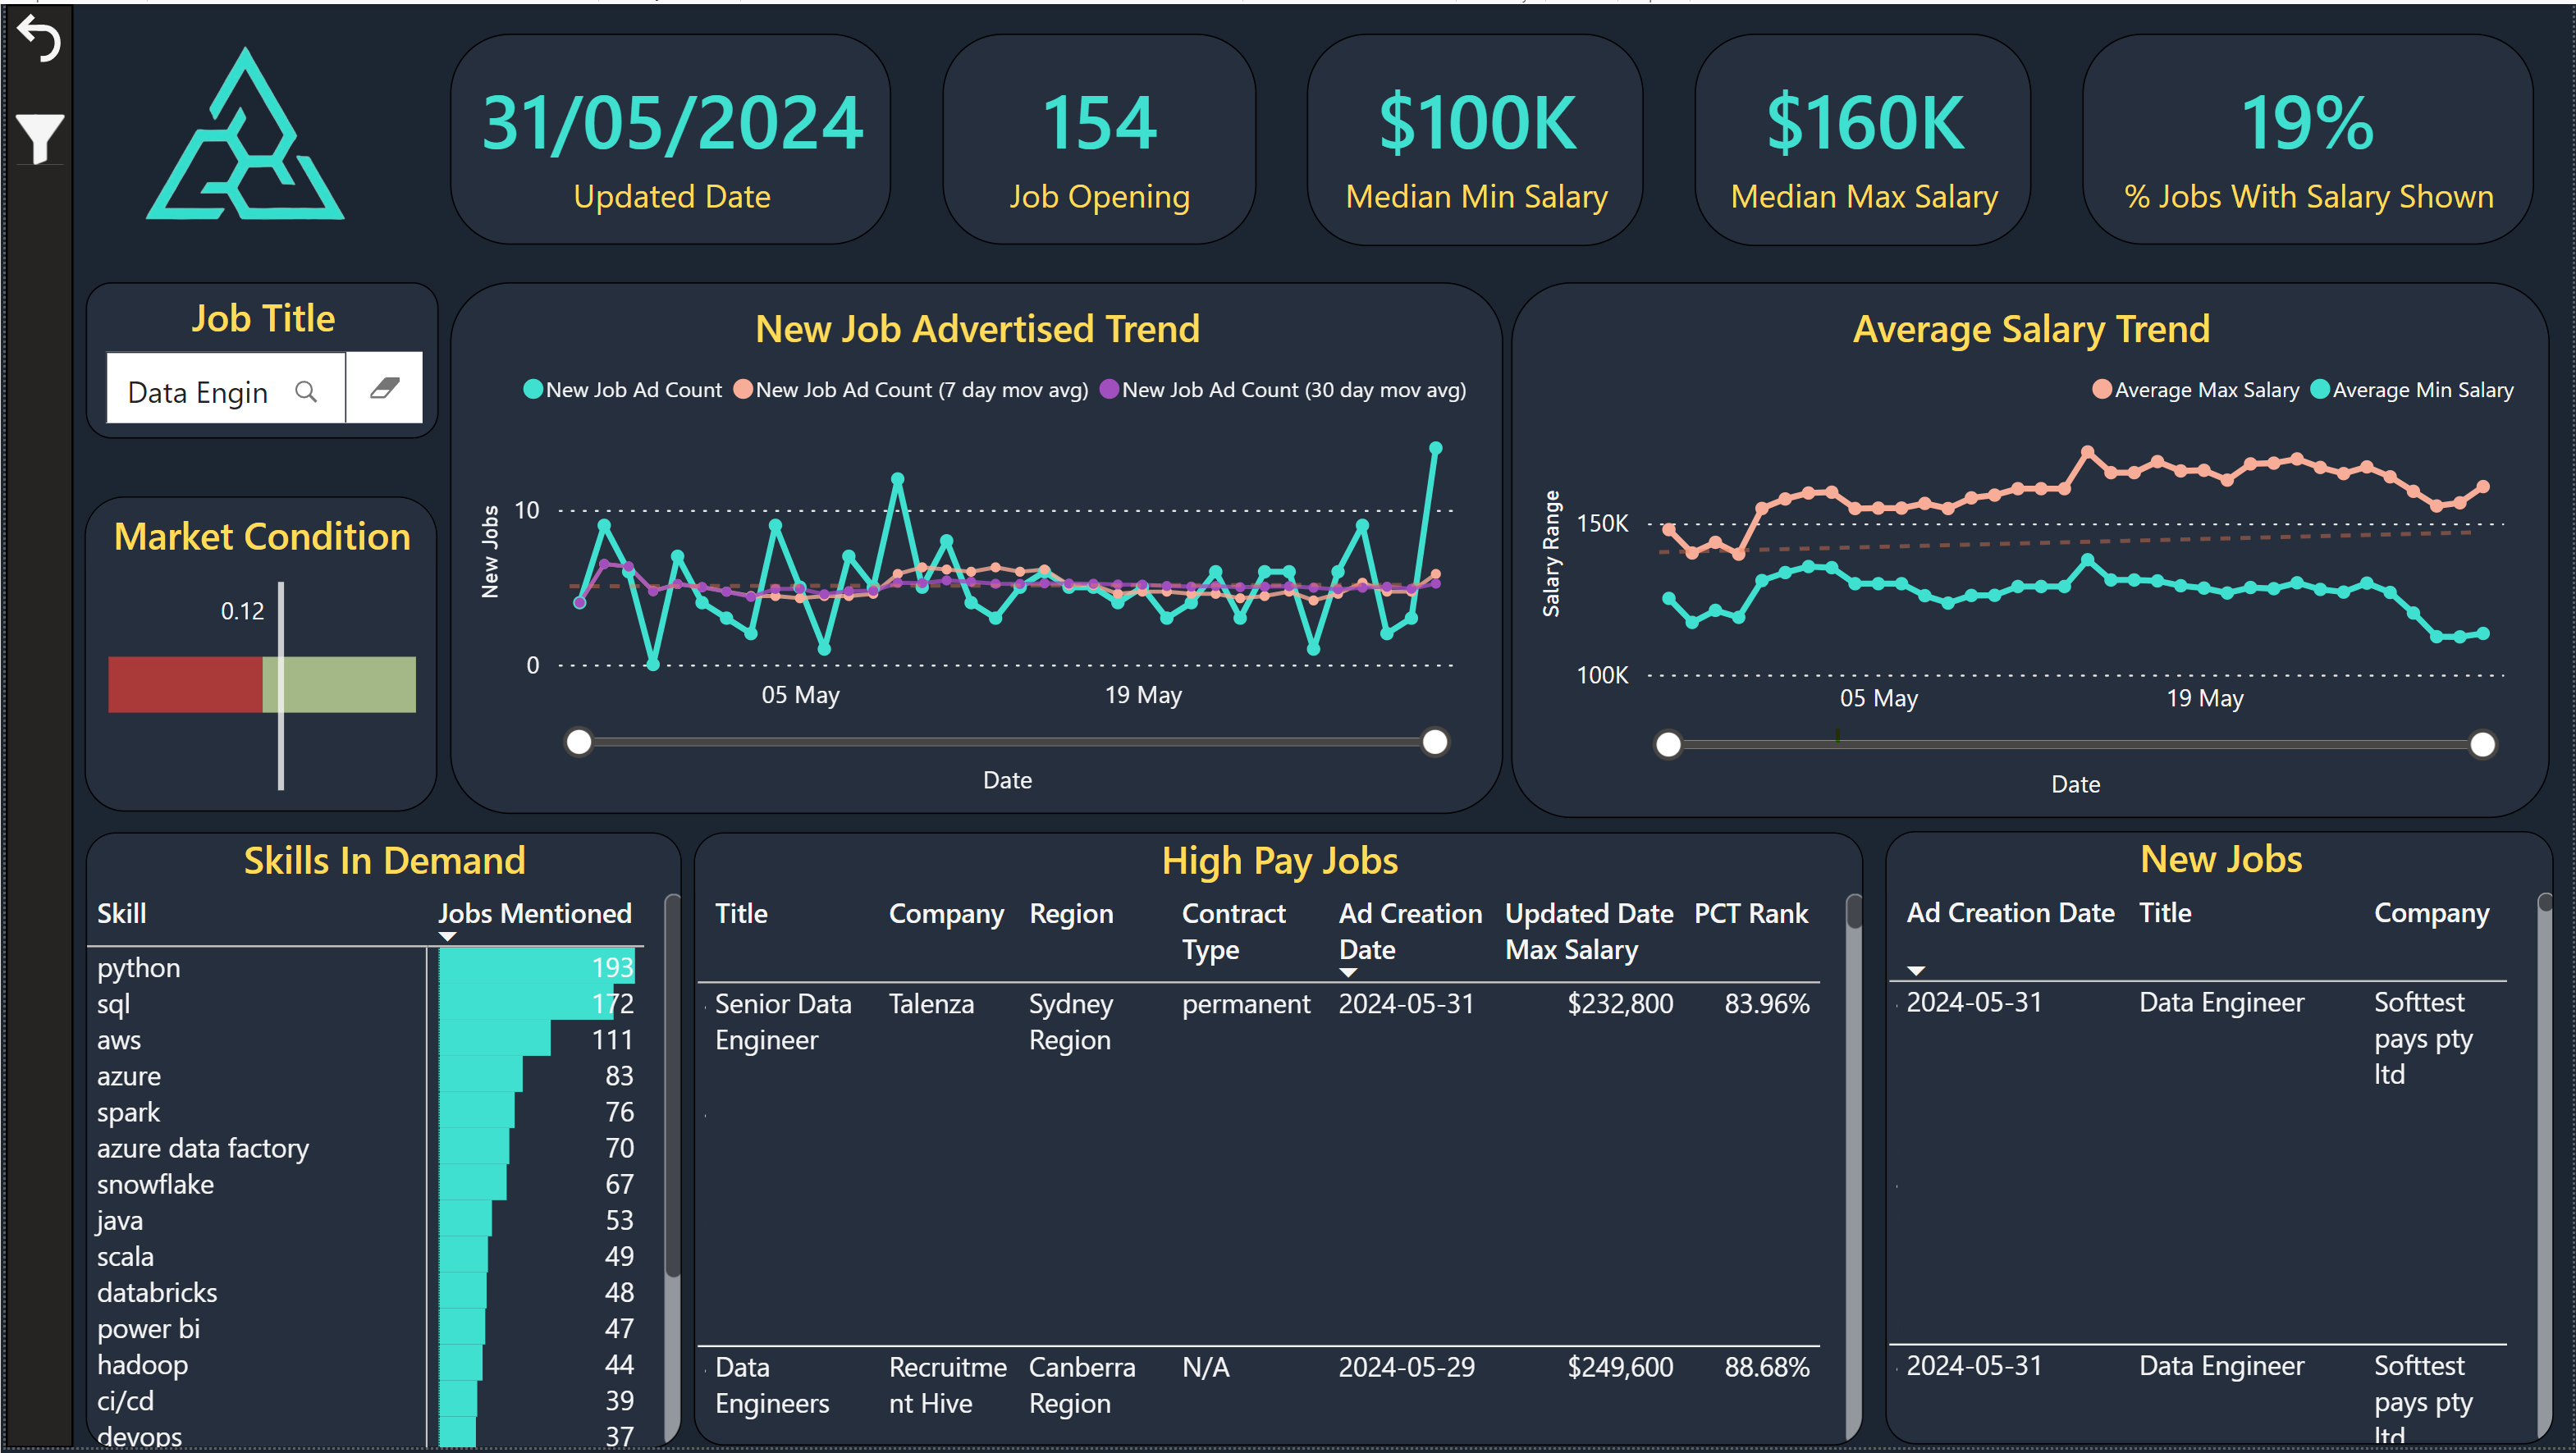 31/05/2024
Updated Date
154
Job Opening
$100K
Median Min Salary
$160K
Median Max Salary
19%
% Jobs With Salary Shown
Job Title
Data Engin
Market Condition
0.12
New Job Advertised Trend
New Job Ad Count New Job Ad Count (7 day mov avg) New Job Ad Count (30 day mov avg)
New Jobs
10
0
05 May 19 May
Date
Average Salary Trend
Average Max Salary Average Min Salary
Salary Range
150K
100K
05 May 19 May
Date
Skills In Demand
Skill Jobs Mentioned
python 193
sql 172
aws 111
azure 83
spark 76
azure data factory 70
snowflake 67
java 53
scala 49
databricks 48
power bi 47
hadoop 44
ci/cd 39
devops 37
High Pay Jobs
Title Company Region Contract Ad Creation Updated Date PCT Rank
Type Date Max Salary
Senior Data Talenza Sydney permanent 2024-05-31 $232,800 83.96%
Engineer Region
Data Recruitme Canberra N/A 2024-05-29 $249,600 88.68%
Engineers nt Hive Region
New Jobs
Ad Creation Date Title Company
2024-05-31 Data Engineer Softtest
pays pty
ltd
2024-05-31 Data Engineer Softtest
pays pty
ltd